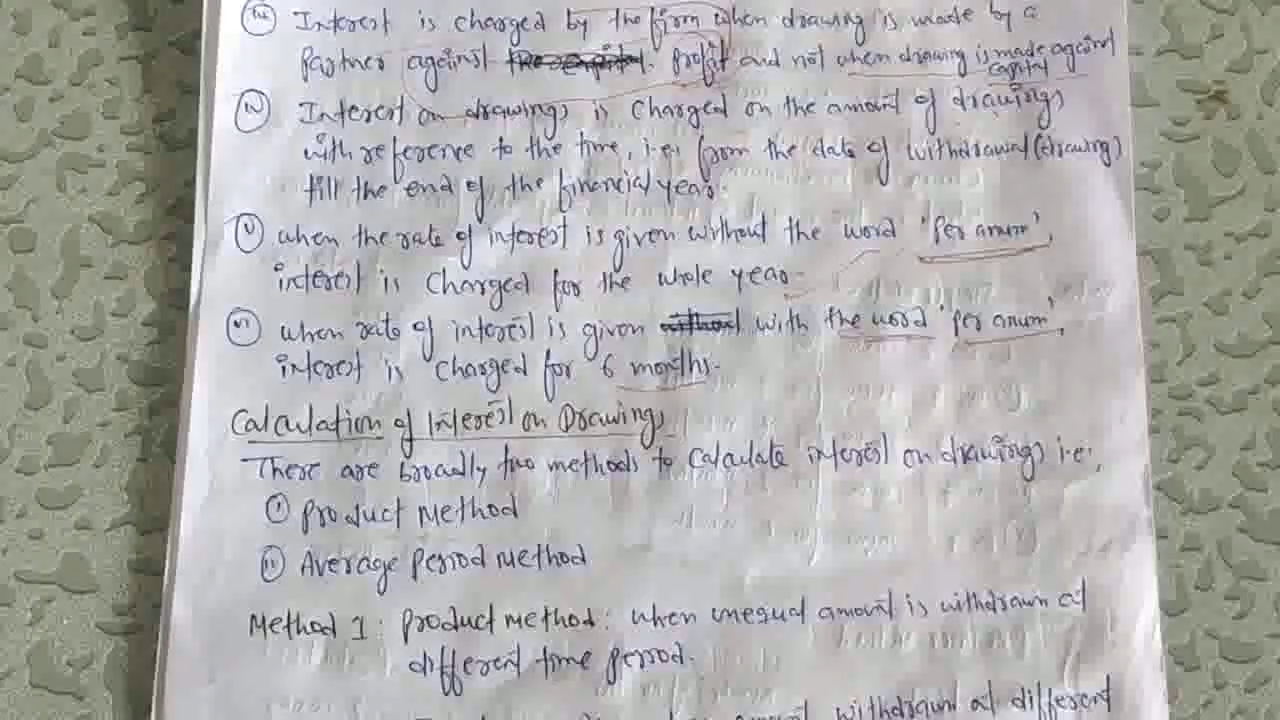 (iii) Interest is charged by the firm when drawing is made by a
Partner against the capital. profit and not when drawing is made against
capital
(iv) Interest on drawings is charged on the amount of drawings
with reference to the time, i.e. from the date of withdrawal (drawing)
till the end of the financial year.
(v) when the rate of interest is given without the word 'Per anum',
interest is charged for the whole year.
(vi) when rate of interest is given without with the word 'per anum',
interest is charged for 6 months.
Calculation of Interest on Drawings
There are broadly two methods to calculate interest on drawings i.e.,
(i) Product Method
(ii) Average Period Method
Method 1: Product method: when unequal amount is withdrawn at
different time period.
amount withdrawn at different